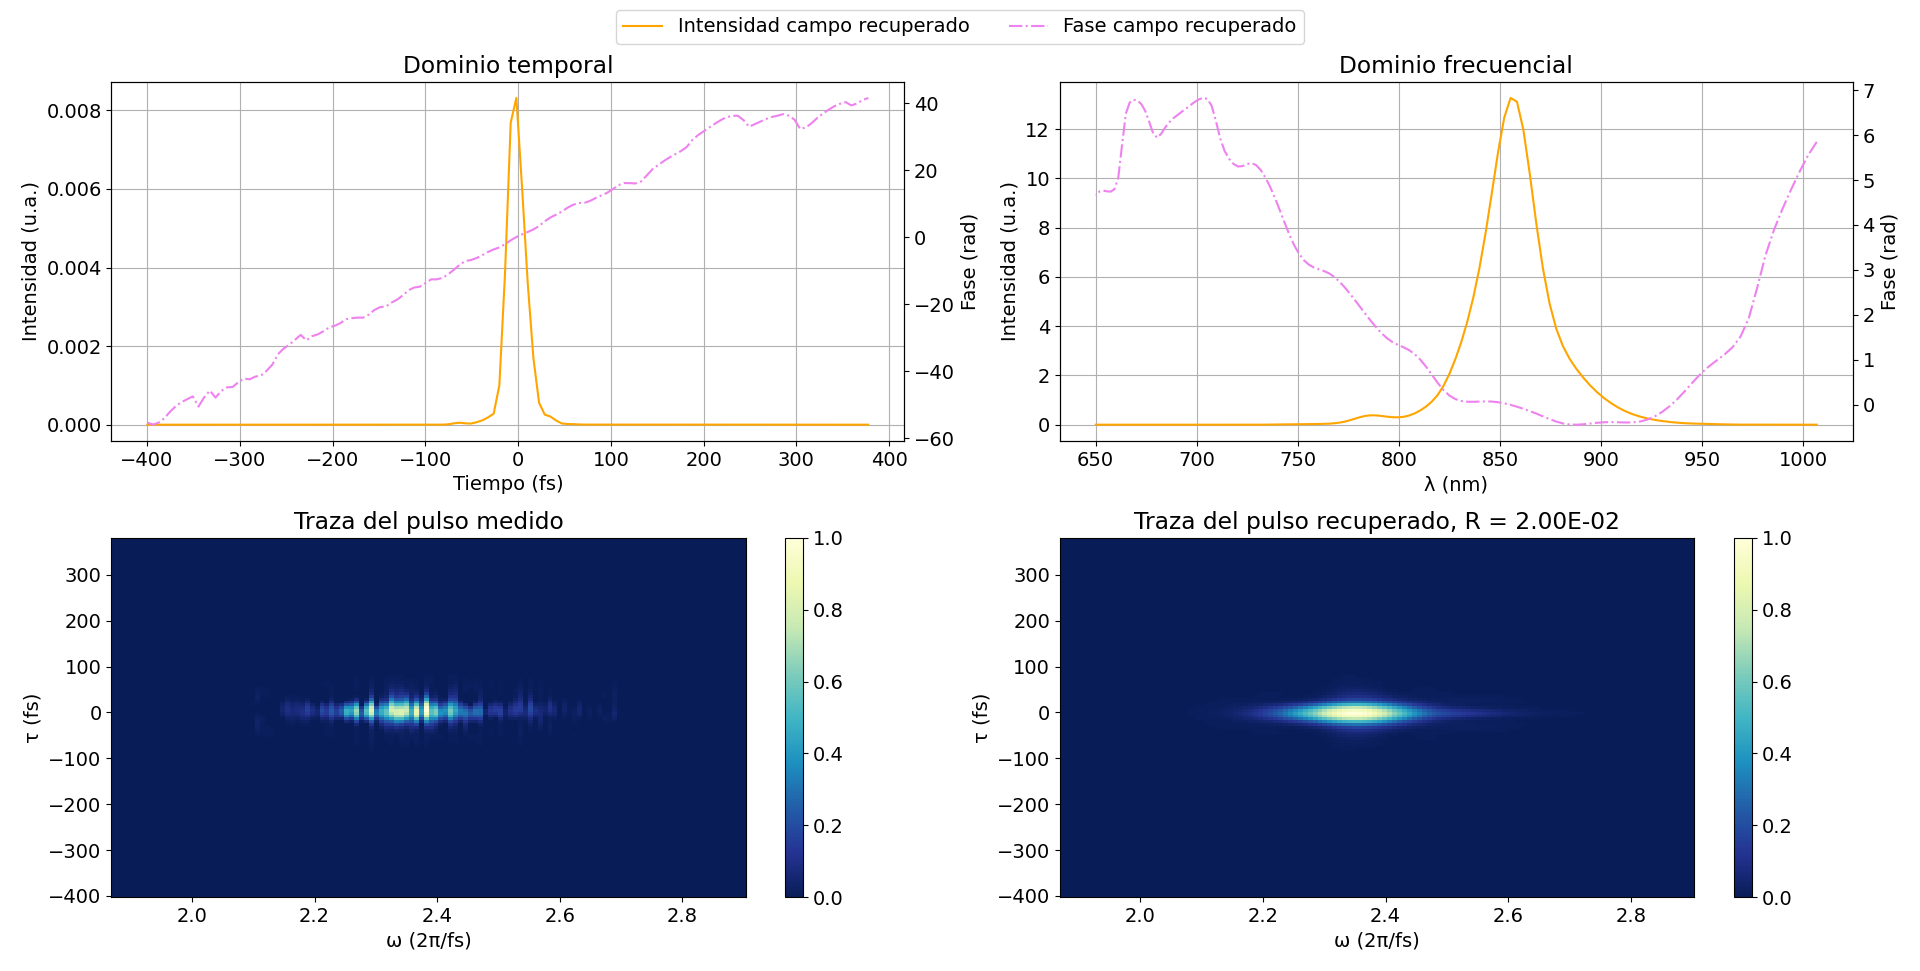 Intensidad campo recuperado
Fase campo recuperado
Dominio temporal
Intensidad (u.a.)
0.008
0.006
0.004
0.002
0.000
40
20
0
−20
−40
−60
Fase (rad)
−400 −300 −200 −100 0 100 200 300 400
Tiempo (fs)
Dominio frecuencial
Intensidad (u.a.)
12
10
8
6
4
2
0
7
6
5
4
3
2
1
0
Fase (rad)
650 700 750 800 850 900 950 1000
λ (nm)
Traza del pulso medido
τ (fs)
300
200
100
0
−100
−200
−300
−400
2.0 2.2 2.4 2.6 2.8
ω (2π/fs)
1.0
0.8
0.6
0.4
0.2
0.0
Traza del pulso recuperado, R = 2.00E-02
τ (fs)
300
200
100
0
−100
−200
−300
−400
2.0 2.2 2.4 2.6 2.8
ω (2π/fs)
1.0
0.8
0.6
0.4
0.2
0.0